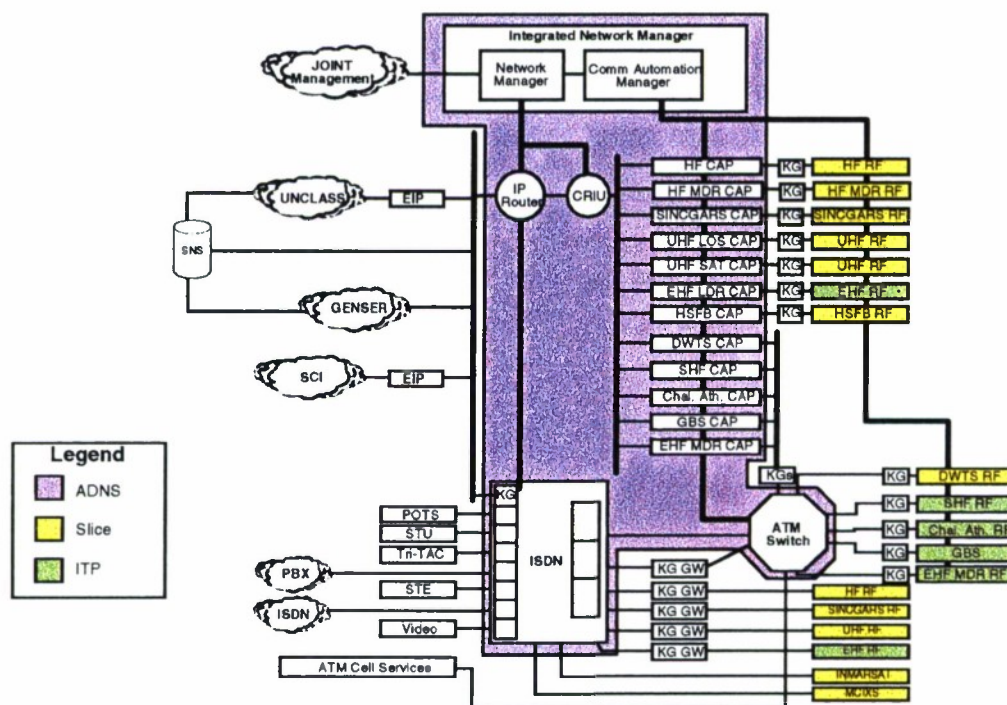 Integrated Network Manager
JOINT
Management
Network
Manager
Comm Automation
Manager
UNCLASS
EIP
IP
Router
CRIU
SNS
GENSER
SCI
EIP
HF CAP
KG
HF RF
HF MDR CAP
KG
HF MDR RF
SINCGARS CAP
KG
SINCGARS RF
UHF LOS CAP
KG
UHF RF
UHF SAT CAP
KG
UHF RF
EHF LDR CAP
KG
EHF RF
HSFB CAP
KG
HSFB RF
DWTS CAP
SHF CAP
Chal. Ath. CAP
GBS CAP
EHF MDR CAP
KGs
KG
DWTS RF
KG
SHF RF
KG
Chal. Ath. RF
KG
GBS
KG
EHF MDR RF
ATM
Switch
Legend
ADNS
Slice
ITP
KG
ISDN
POTS
STU
Tri-TAC
PBX
STE
ISDN
Video
ATM Cell Services
KG GW
KG GW
HF RF
KG GW
SINCGARS RF
KG GW
UHF RF
KG GW
EHF RF
INMARSAT
MCIXS